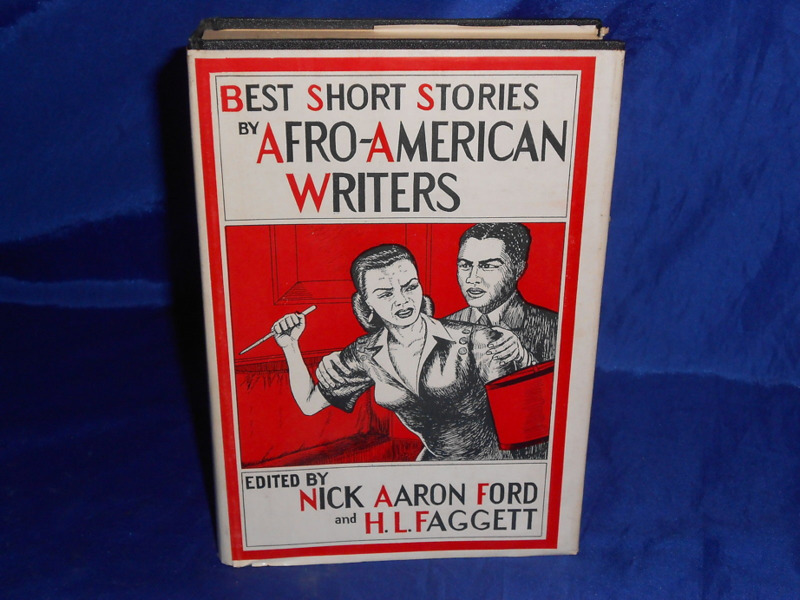 BEST SHORT STORIES
BY AFRO-AMERICAN
WRITERS
EDITED BY
NICK AARON FORD
and H. L. FAGGETT